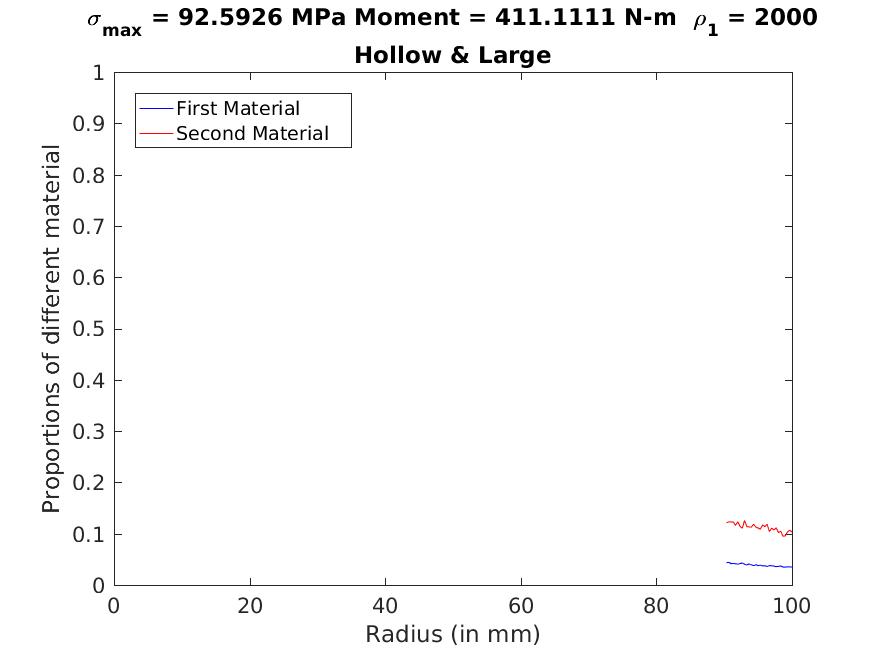 σmax = 92.5926 MPa Moment = 411.1111 N-m ρ1 = 2000
Hollow & Large
1
First Material
0.9
Second Material
0.8
0.7
0.6
0.5
0.4
0.3
0.2
0.1
0
Proportions of different material
0 20 40 60 80 100
Radius (in mm)